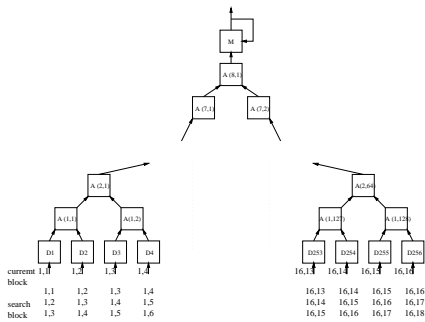 M
A (8,1)
A (7,1) A (7,2)
A (2,1) A(2,64)
A (1,1) A(1,2) A (1,127) A(1,128)
D1 D2 D3 D4 D253 D254 D255 D256
curremt 1,1 1,2 1,3 1,4 16,13 16,14 16,15 16,16
block
1,1 1,2 1,3 1,4 16,13 16,14 16,15 16,16
search 1,2 1,3 1,4 1,5 16,14 16,15 16,16 16,17
block 1,3 1,4 1,5 1,6 16,15 16,16 16,17 16,18